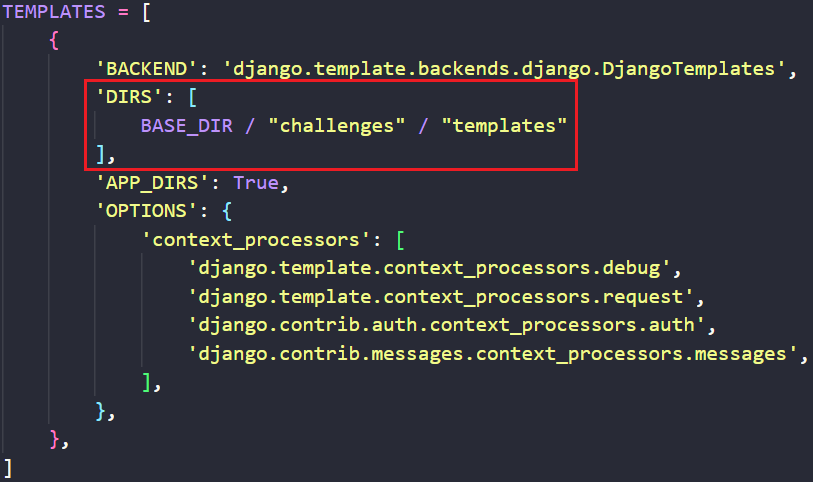 TEMPLATES = [
    {
        'BACKEND': 'django.template.backends.django.DjangoTemplates',
        'DIRS': [
            BASE_DIR / "challenges" / "templates"
        ],
        'APP_DIRS': True,
        'OPTIONS': {
            'context_processors': [
                'django.template.context_processors.debug',
                'django.template.context_processors.request',
                'django.contrib.auth.context_processors.auth',
                'django.contrib.messages.context_processors.messages',
            ],
        },
    },
]